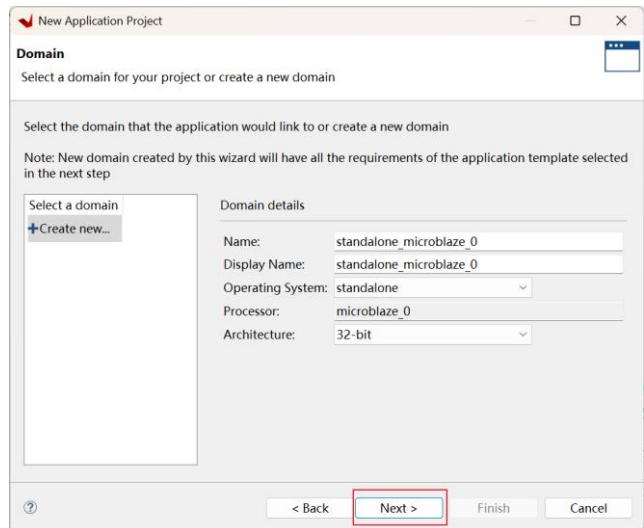 New Application Project
Domain
Select a domain for your project or create a new domain
Select the domain that the application would link to or create a new domain
Note: New domain created by this wizard will have all the requirements of the application template selected
in the next step
Select a domain
+Create new...
Domain details
Name: standalone_microblaze_0
Display Name: standalone_microblaze_0
Operating System: standalone
Processor: microblaze_0
Architecture: 32-bit
?
< Back Next > Finish Cancel